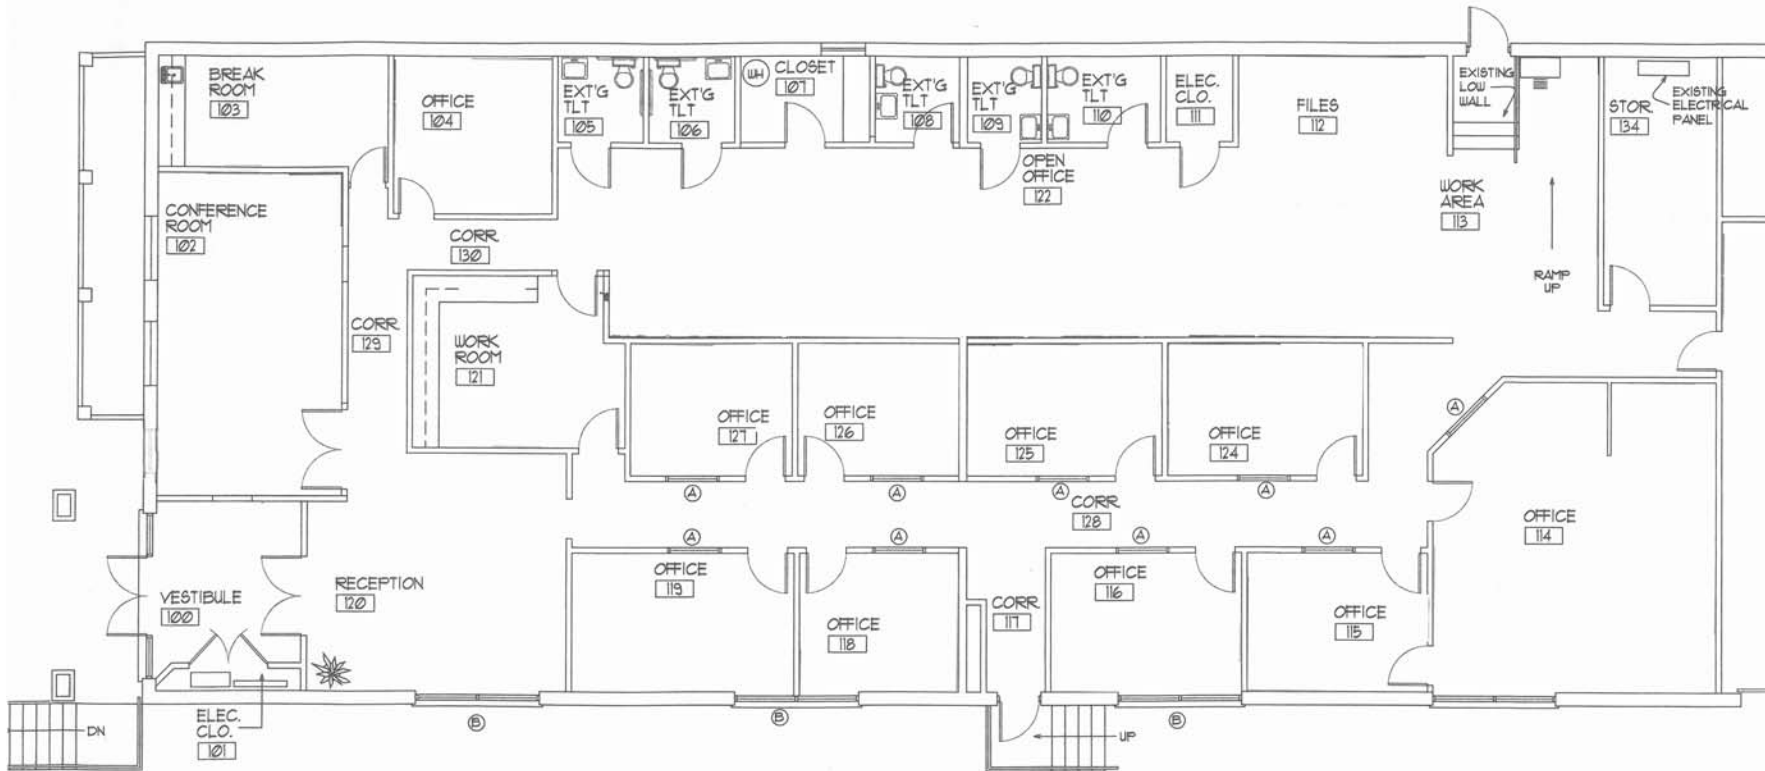 BREAK
ROOM
103
OFFICE
104
EXT'G
TLT
105
EXT'G
TLT
106
WH
CLOSET
107
EXT'G
TLT
108
EXT'G
TLT
109
EXT'G
TLT
110
ELEC.
CLO.
111
FILES
112
EXISTING
LOW
WALL
STOR.
134
EXISTING
ELECTRICAL
PANEL
CONFERENCE
ROOM
102
CORR.
130
OPEN
OFFICE
122
WORK
AREA
113
RAMP
UP
CORR.
129
WORK
ROOM
121
OFFICE
127
OFFICE
126
OFFICE
125
OFFICE
124
A
A
A
A
A
CORR.
128
OFFICE
114
A
A
A
A
VESTIBULE
100
RECEPTION
120
OFFICE
119
OFFICE
118
CORR.
117
OFFICE
116
OFFICE
115
ELEC.
CLO.
101
DN
B
B
B
UP